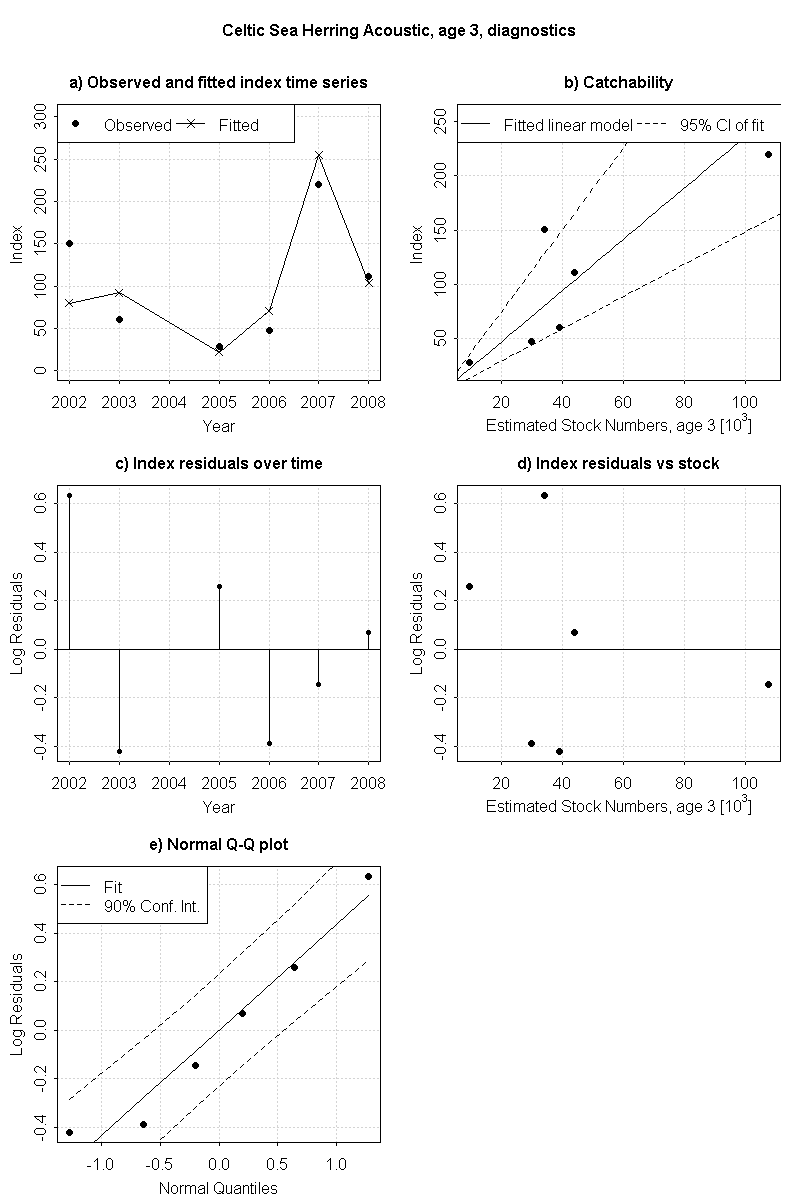 Celtic Sea Herring Acoustic, age 3, diagnostics
a) Observed and fitted index time series
Observed Fitted
0 50 100 150 200 250 300
Index
2002 2003 2004 2005 2006 2007 2008
Year
b) Catchability
Fitted linear model 95% CI of fit
50 100 150 200 250
Index
20 40 60 80 100
Estimated Stock Numbers, age 3 [10^3]
c) Index residuals over time
-0.4 -0.2 0.0 0.2 0.4 0.6
Log Residuals
2002 2003 2004 2005 2006 2007 2008
Year
d) Index residuals vs stock
-0.4 -0.2 0.0 0.2 0.4 0.6
Log Residuals
20 40 60 80 100
Estimated Stock Numbers, age 3 [10^3]
e) Normal Q-Q plot
Fit
90% Conf. Int.
-0.4 -0.2 0.0 0.2 0.4 0.6
Log Residuals
-1.0 -0.5 0.0 0.5 1.0
Normal Quantiles